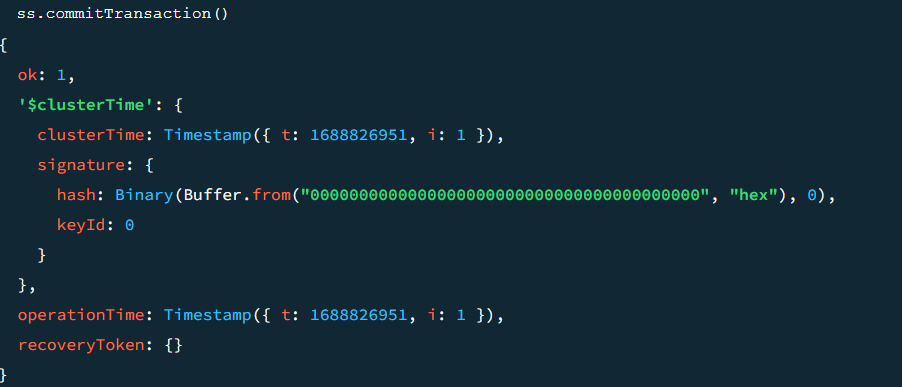 ss.commitTransaction()
{
ok: 1,
'$clusterTime': {
clusterTime: Timestamp({ t: 1688826951, i: 1 }),
signature: {
hash: Binary(Buffer.from("0000000000000000000000000000000000000000", "hex"), 0),
keyId: 0
}
},
operationTime: Timestamp({ t: 1688826951, i: 1 }),
recoveryToken: {}
}